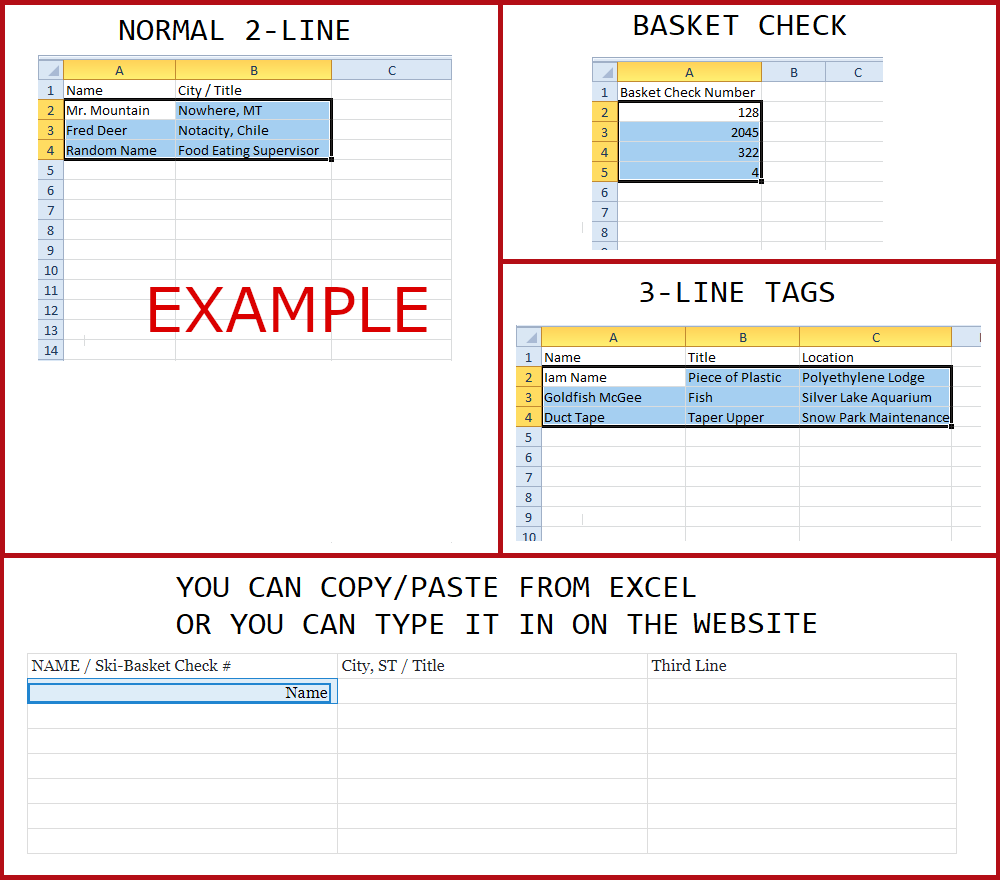 NORMAL 2-LINE
A B C
1 Name City / Title
2 Mr. Mountain Nowhere, MT
3 Fred Deer Notacity, Chile
4 Random Name Food Eating Supervisor
5
6
7
8
9
10
11
12
13
14
EXAMPLE
BASKET CHECK
A B C
1 Basket Check Number
2 128
3 2045
4 322
5 4
6
7
8
3-LINE TAGS
A B C
1 Name Title Location
2 Iam Name Piece of Plastic Polyethylene Lodge
3 Goldfish McGee Fish Silver Lake Aquarium
4 Duct Tape Taper Upper Snow Park Maintenance
5
6
7
8
9
10
YOU CAN COPY/PASTE FROM EXCEL
OR YOU CAN TYPE IT IN ON THE WEBSITE
NAME / Ski-Basket Check # City, ST / Title Third Line
Name